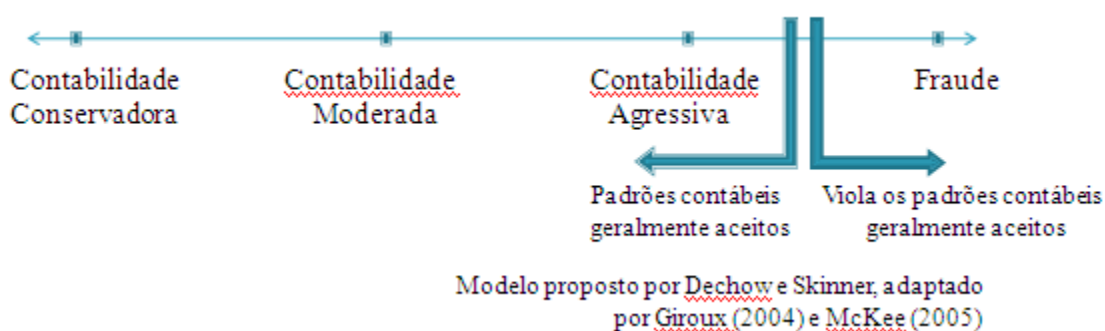 Contabilidade
Conservadora
Contabilidade
Moderada
Contabilidade
Agressiva
Fraude
Padrões contábeis
geralmente aceitos
Viola os padrões contábeis
geralmente aceitos
Modelo proposto por Dechow e Skinner, adaptado
por Giroux (2004) e McKee (2005)